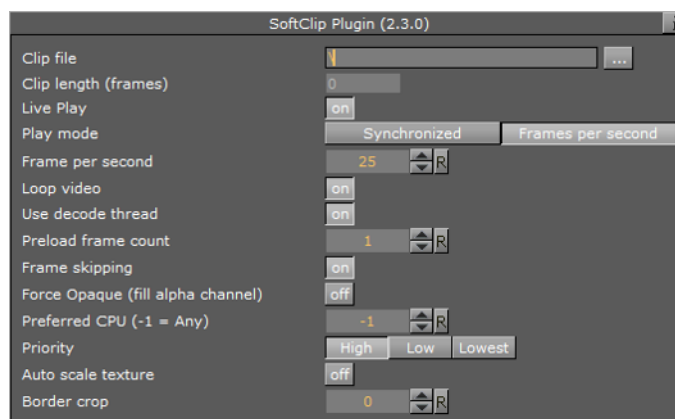 SoftClip Plugin (2.3.0)
Clip file \ ...
Clip length (frames) 0
Live Play on
Play mode Synchronized Frames per second
Frame per second 25 R
Loop video on
Use decode thread on
Preload frame count 1 R
Frame skipping on
Force Opaque (fill alpha channel) off
Preferred CPU (-1 = Any) -1 R
Priority High Low Lowest
Auto scale texture off
Border crop 0 R